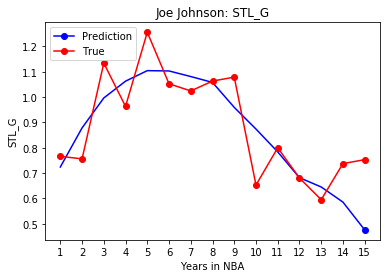 Joe Johnson: STL_G
Prediction
True
1.2
1.1
1.0
0.9
0.8
0.7
0.6
0.5
STL_G
1 2 3 4 5 6 7 8 9 10 11 12 13 14 15
Years in NBA